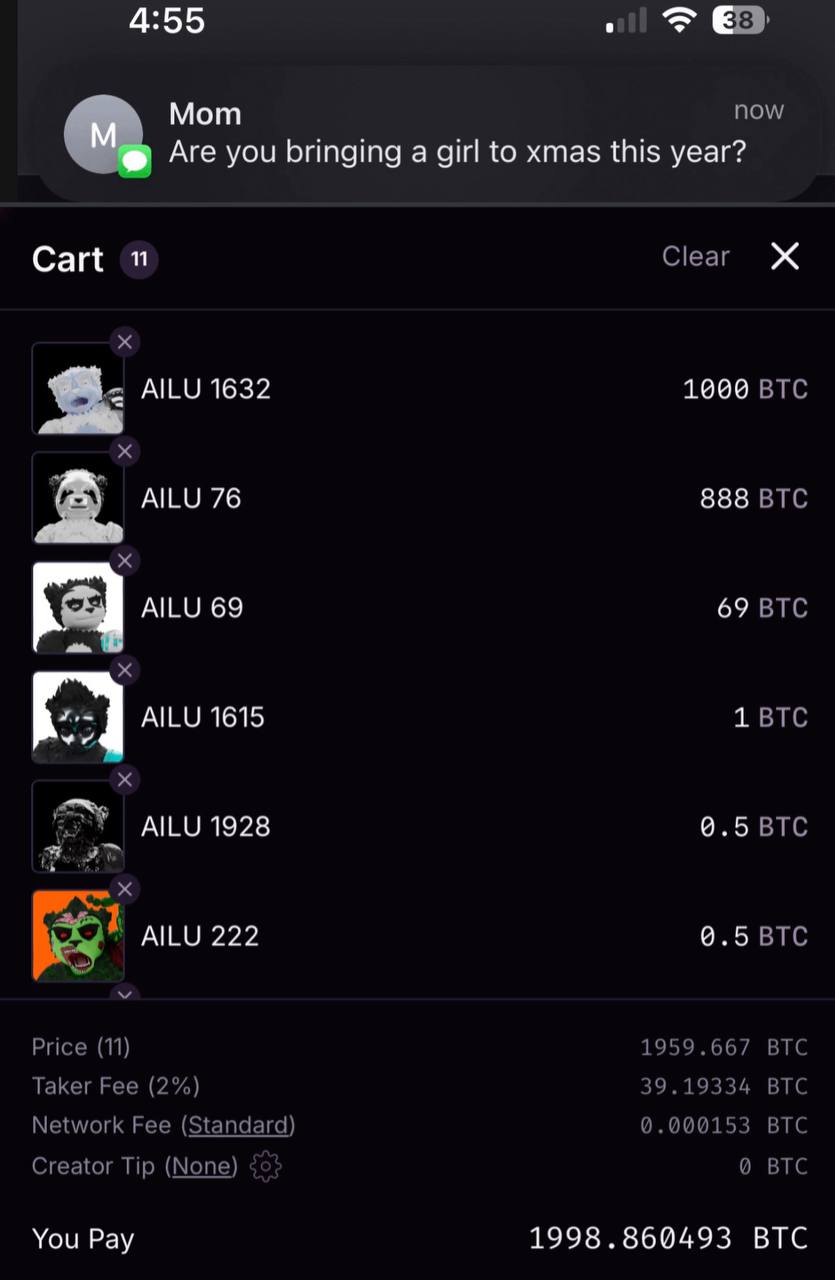 4:55
38
M
Mom
now
Are you bringing a girl to xmas this year?
Cart 11
Clear
AILU 1632 1000 BTC
AILU 76 888 BTC
AILU 69 69 BTC
AILU 1615 1 BTC
AILU 1928 0.5 BTC
AILU 222 0.5 BTC
Price (11) 1959.667 BTC
Taker Fee (2%) 39.19334 BTC
Network Fee (Standard) 0.000153 BTC
Creator Tip (None) 0 BTC
You Pay 1998.860493 BTC